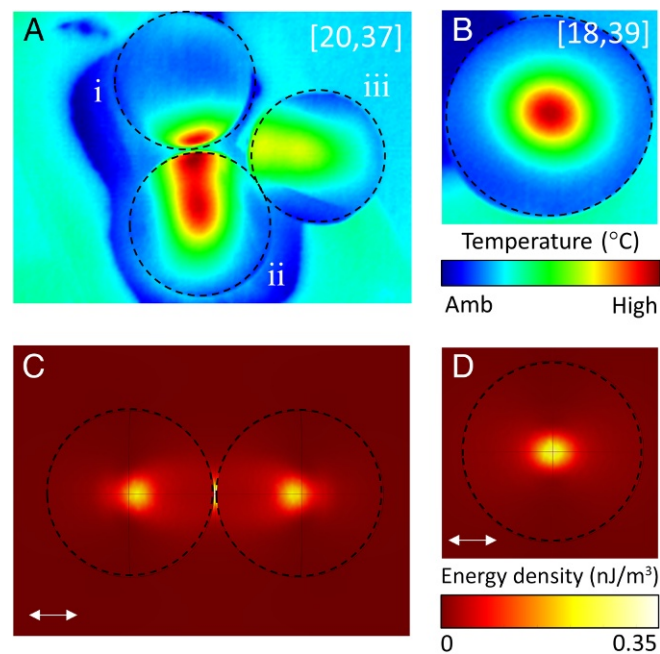 A
[20,37]
i
iii
ii
B
[18,39]
Temperature (°C)
Amb
High
C
D
Energy density (nJ/m³)
0
0.35